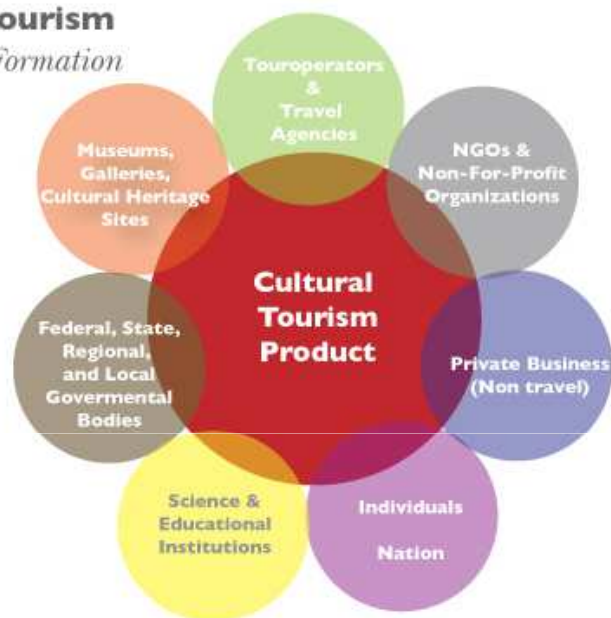 ourism
formation
Touroperators
&
Travel
Agencies
NGOs &
Non-For-Profit
Organizations
Museums,
Galleries,
Cultural Heritage
Sites
Cultural
Tourism
Product
Federal, State,
Regional,
and Local
Govermental
Bodies
Private Business
(Non travel)
Science &
Educational
Institutions
Individuals
Nation